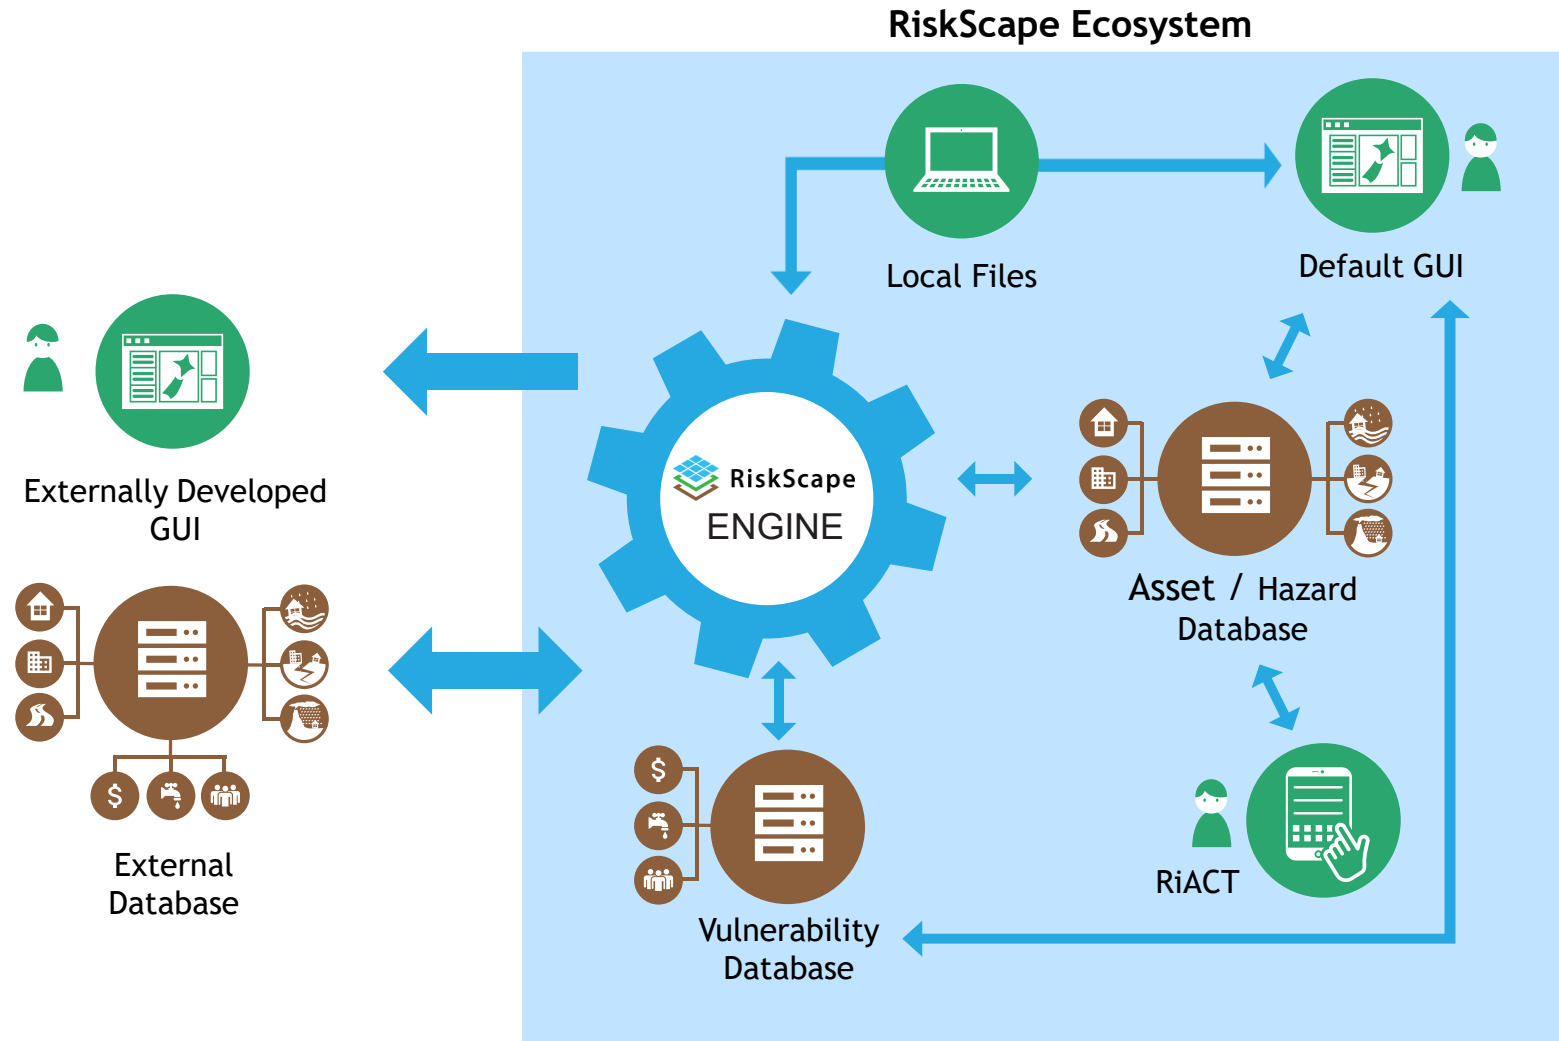 RiskScape Ecosystem
Local Files
Default GUI
Externally Developed
GUI
RiskScape
ENGINE
Asset / Hazard
Database
External
Database
$
$
RiACT
Vulnerability
Database